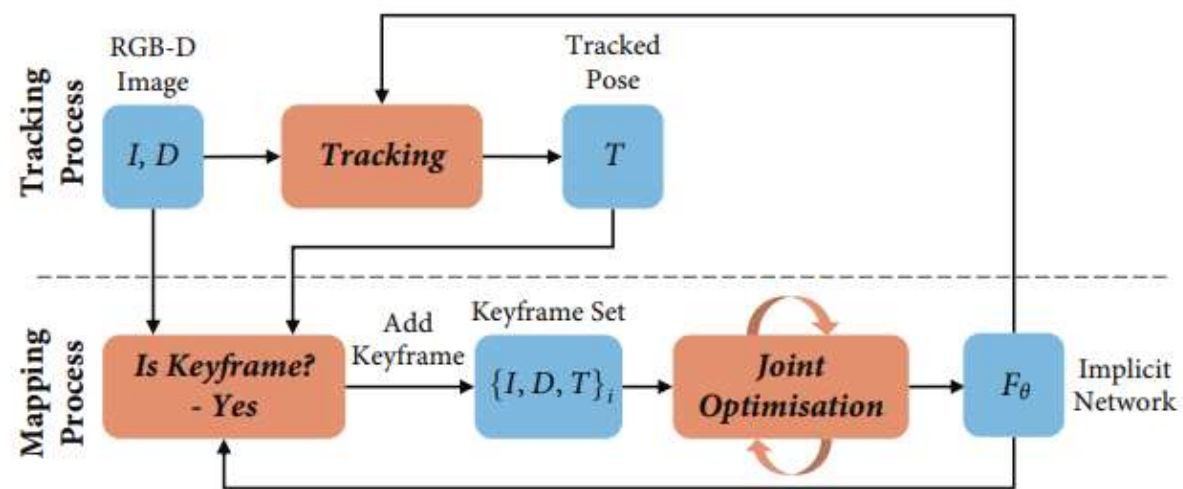 Tracking
Process
RGB-D
Image
I, D
Tracking
Tracked
Pose
T
Mapping
Process
Is Keyframe?
- Yes
Add
Keyframe
Keyframe Set
{I, D, T}ᵢ
Joint
Optimisation
F_θ
Implicit
Network